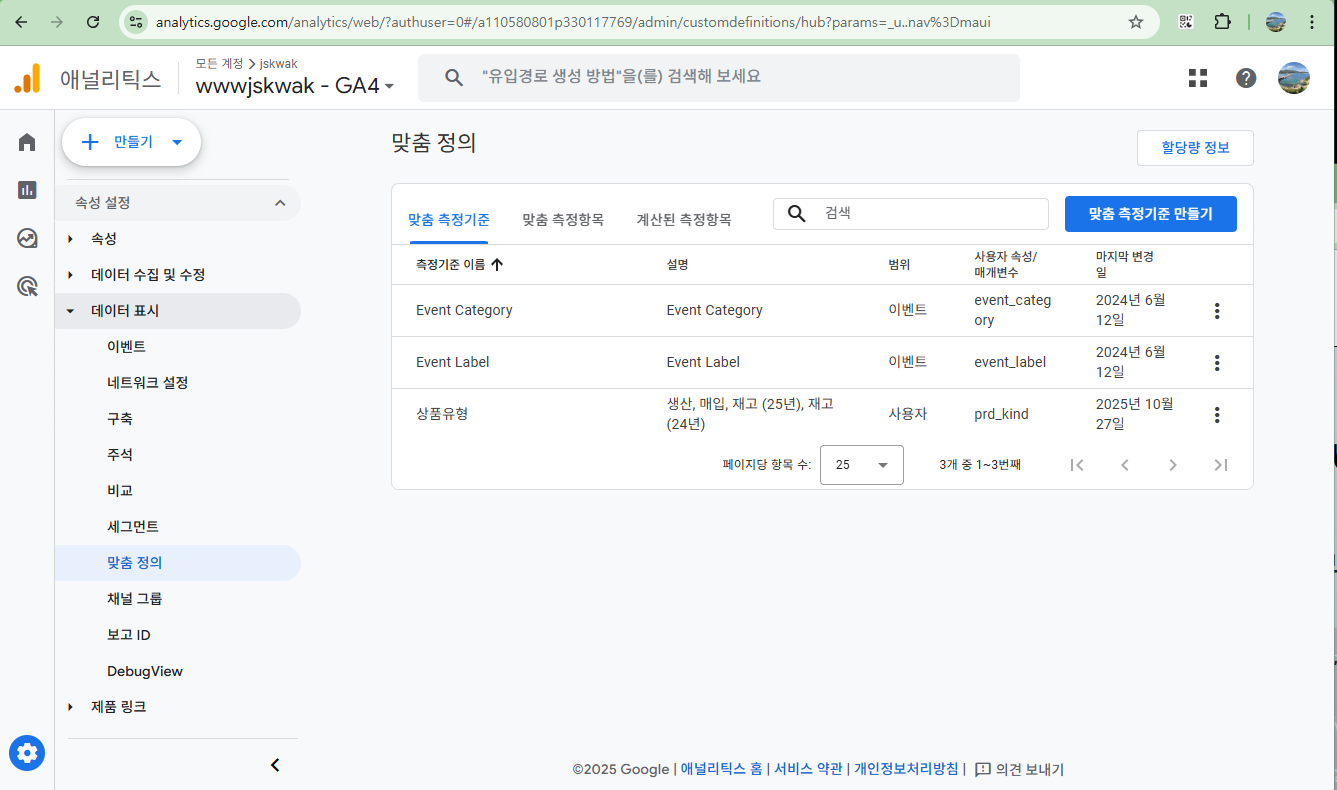 analytics.google.com/analytics/web/?authuser=0#/a110580801p330117769/admin/customdefinitions/hub?params=_u..nav%3Dmaui
애널리틱스
모든 계정 > jskwak
wwwjskwak - GA4
"유입경로 생성 방법"을(를) 검색해 보세요
만들기
속성 설정
속성
데이터 수집 및 수정
데이터 표시
이벤트
네트워크 설정
구축
주석
비교
세그먼트
맞춤 정의
채널 그룹
보고 ID
DebugView
제품 링크
맞춤 정의
할당량 정보
맞춤 측정기준 맞춤 측정항목 계산된 측정항목 검색 맞춤 측정기준 만들기
측정기준 이름 설명 범위 사용자 속성/ 마지막 변경
매개변수 일
Event Category Event Category 이벤트 event_categ 2024년 6월
ory 12일
Event Label Event Label 이벤트 event_label 2024년 6월
12일
상품유형 생산, 매입, 재고 (25년), 재고 사용자 prd_kind 2025년 10월
(24년) 27일
페이지당 항목 수: 25 3개 중 1~3번째
©2025 Google | 애널리틱스 홈 | 서비스 약관 | 개인정보처리방침 | 의견 보내기